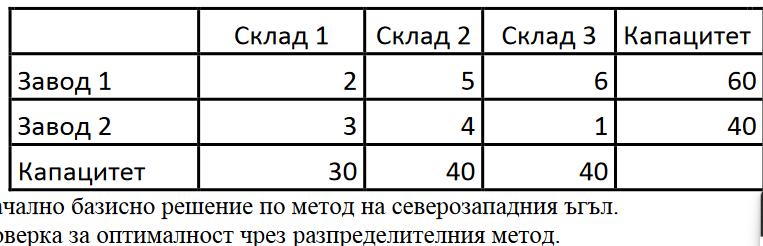 Склад 1 Склад 2 Склад 3 Капацитет
Завод 1 2 5 6 60
Завод 2 3 4 1 40
Капацитет 30 40 40
ачално базисно решение по метод на северозападния ъгъл.
оверка за оптималност чрез разпределителния метод.